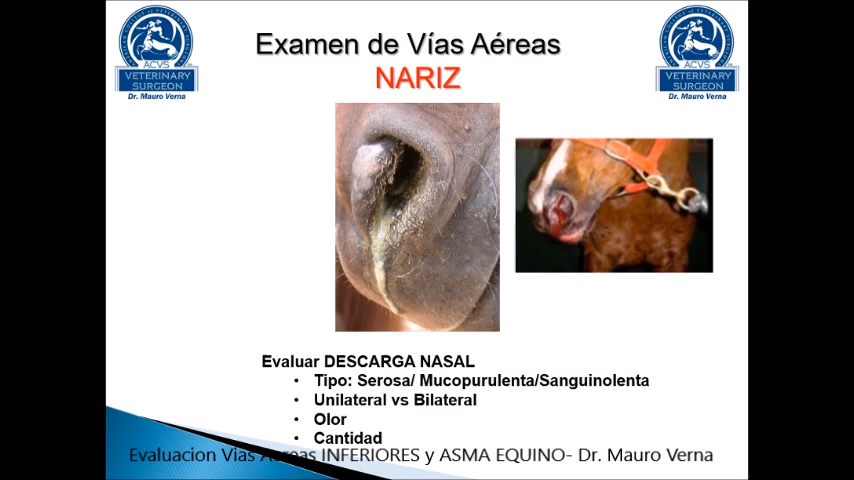 Examen de Vías Aéreas
NARIZ
ACVS
VETERINARY
SURGEON
Dr. Mauro Verna
ACVS
VETERINARY
SURGEON
Dr. Mauro Verna
Evaluar DESCARGA NASAL
• Tipo: Serosa/ Mucopurulenta/Sanguinolenta
• Unilateral vs Bilateral
• Olor
• Cantidad
Evaluacion Vias Aereas INFERIORES y ASMA EQUINO- Dr. Mauro Verna